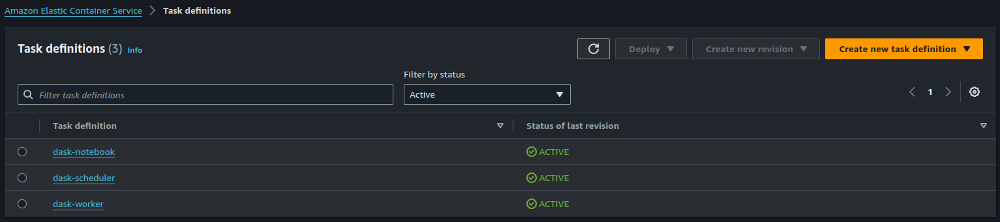 Amazon Elastic Container Service > Task definitions
Task definitions (3) Info
Deploy Create new revision Create new task definition
Filter by status
Filter task definitions Active 1
Task definition Status of last revision
dask-notebook ACTIVE
dask-scheduler ACTIVE
dask-worker ACTIVE